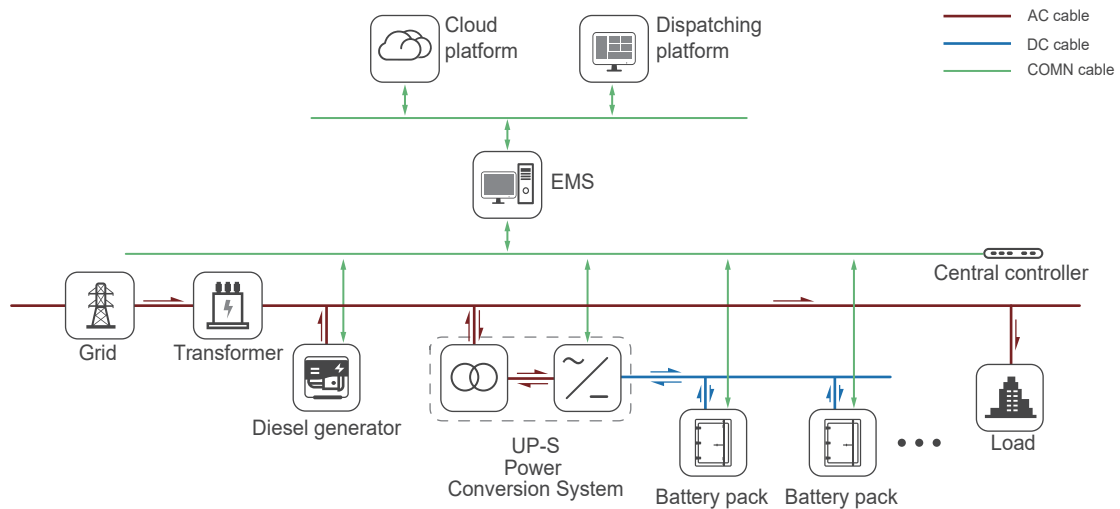 Cloud
platform
Dispatching
platform
AC cable
DC cable
COMN cable
EMS
Central controller
Grid
Transformer
Diesel generator
UP-S
Power
Conversion System
Battery pack
Battery pack
Load